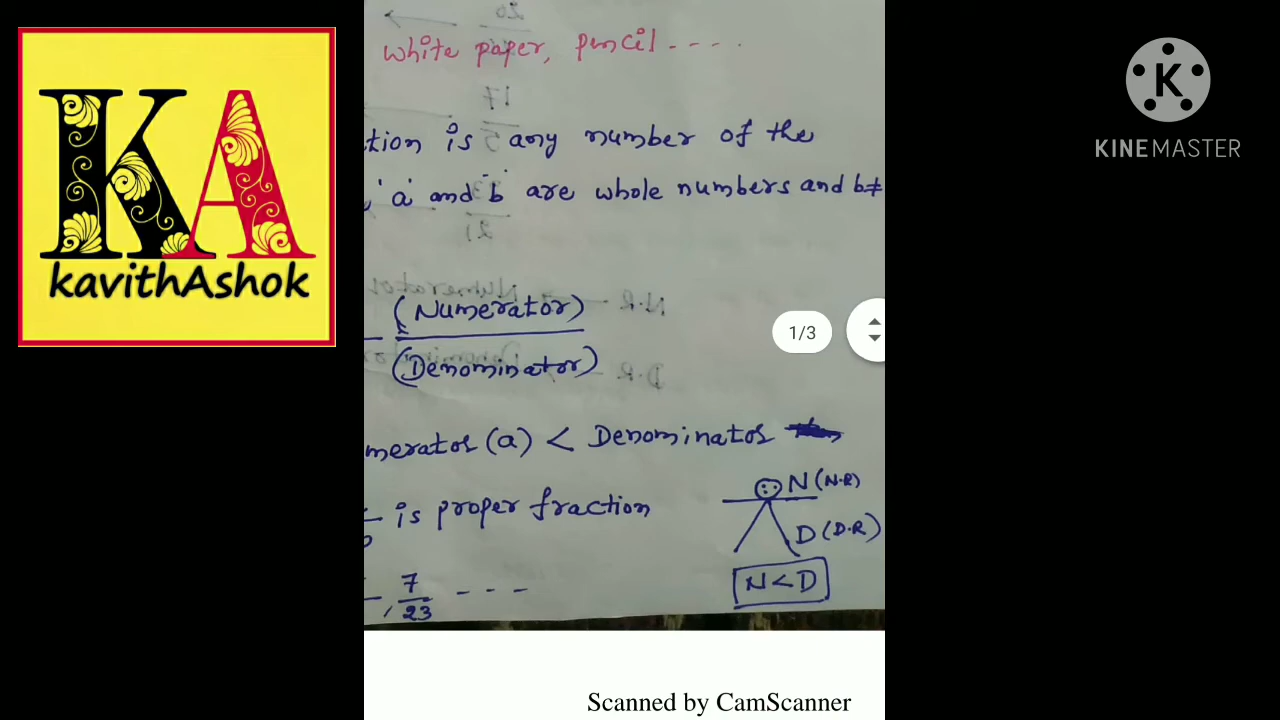 KA
kavithAshok
white paper, pencil ----
tion is any number of the
'a' and 'b' are whole numbers and b≠
(Numerator)
(Denominator)
1/3
merator (a) < Denominator
is proper fraction
N (N.R)
D (D.R)
N<D
, 7/23 ---
Scanned by CamScanner
K
KINEMASTER